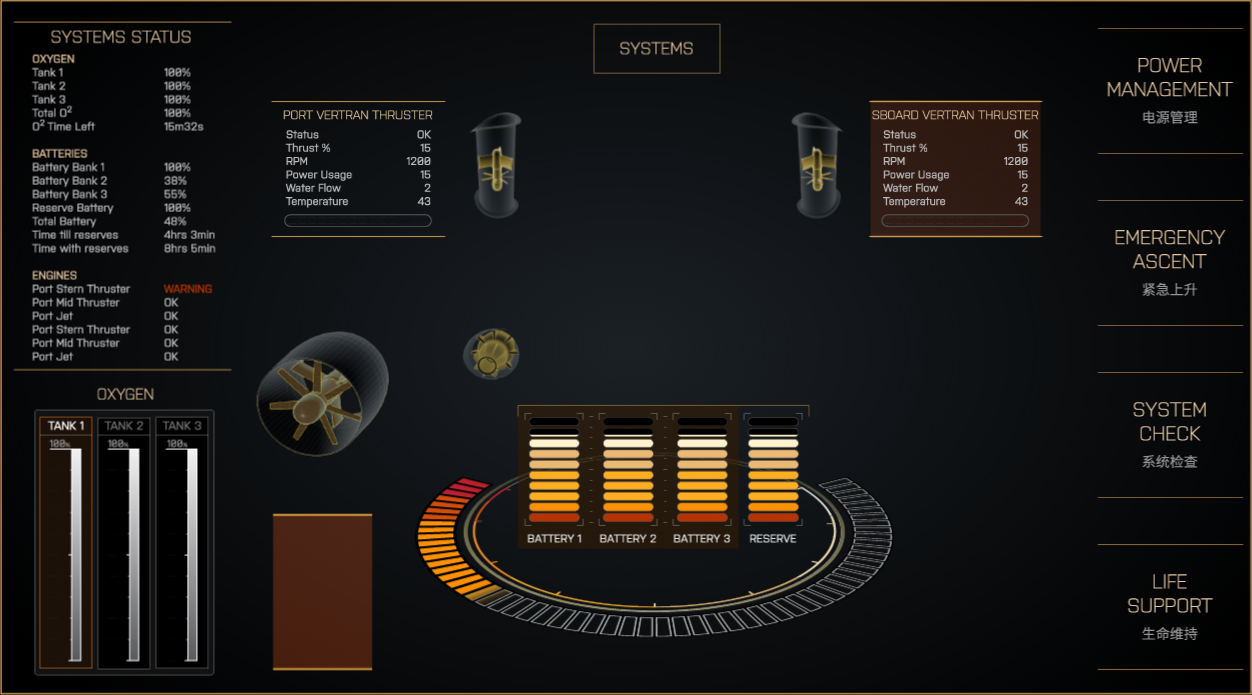 SYSTEMS STATUS
OXYGEN
Tank 1 100%
Tank 2 100%
Tank 3 100%
Total O² 100%
O² Time Left 15m32s
BATTERIES
Battery Bank 1 100%
Battery Bank 2 38%
Battery Bank 3 55%
Reserve Battery 100%
Total Battery 48%
Time till reserves 4hrs 3min
Time with reserves 8hrs 5min
ENGINES
Port Stern Thruster WARNING
Port Mid Thruster OK
Port Jet OK
Port Stern Thruster OK
Port Mid Thruster OK
Port Jet OK
OXYGEN
TANK 1 TANK 2 TANK 3
100% 100% 100%
SYSTEMS
PORT VERTRAN THRUSTER
Status OK
Thrust % 15
RPM 1200
Power Usage 15
Water Flow 2
Temperature 43
SBOARD VERTRAN THRUSTER
Status OK
Thrust % 15
RPM 1200
Power Usage 15
Water Flow 2
Temperature 43
BATTERY 1 BATTERY 2 BATTERY 3 RESERVE
POWER
MANAGEMENT
电源管理
EMERGENCY
ASCENT
紧急上升
SYSTEM
CHECK
系统检查
LIFE
SUPPORT
生命维持